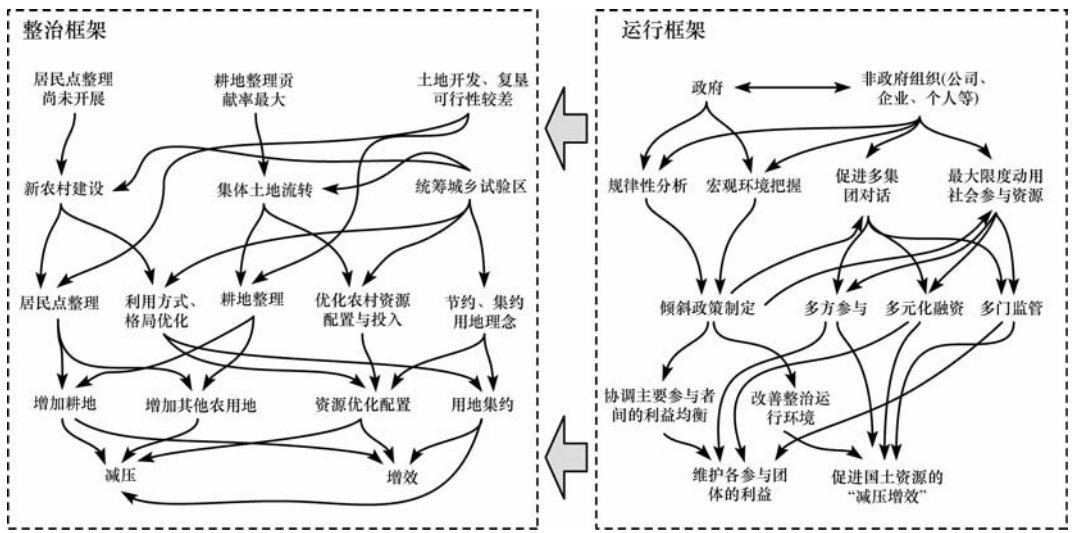 整治框架
居民点整理
尚未开展
耕地整理贡
献率最大
土地开发、复垦
可行性较差
新农村建设
集体土地流转
统筹城乡试验区
居民点整理
利用方式、
格局优化
耕地整理
优化农村资源
配置与投入
节约、集约
用地理念
增加耕地
增加其他农用地
资源优化配置
用地集约
减压
增效
运行框架
政府
非政府组织(公司、
企业、个人等)
规律性分析
宏观环境把握
促进多集
团对话
最大限度动用
社会参与资源
倾斜政策制定
多方参与
多元化融资
多门监管
协调主要参与者
间的利益均衡
改善整治运
行环境
维护各参与团
体的利益
促进国土资源的
“减压增效”